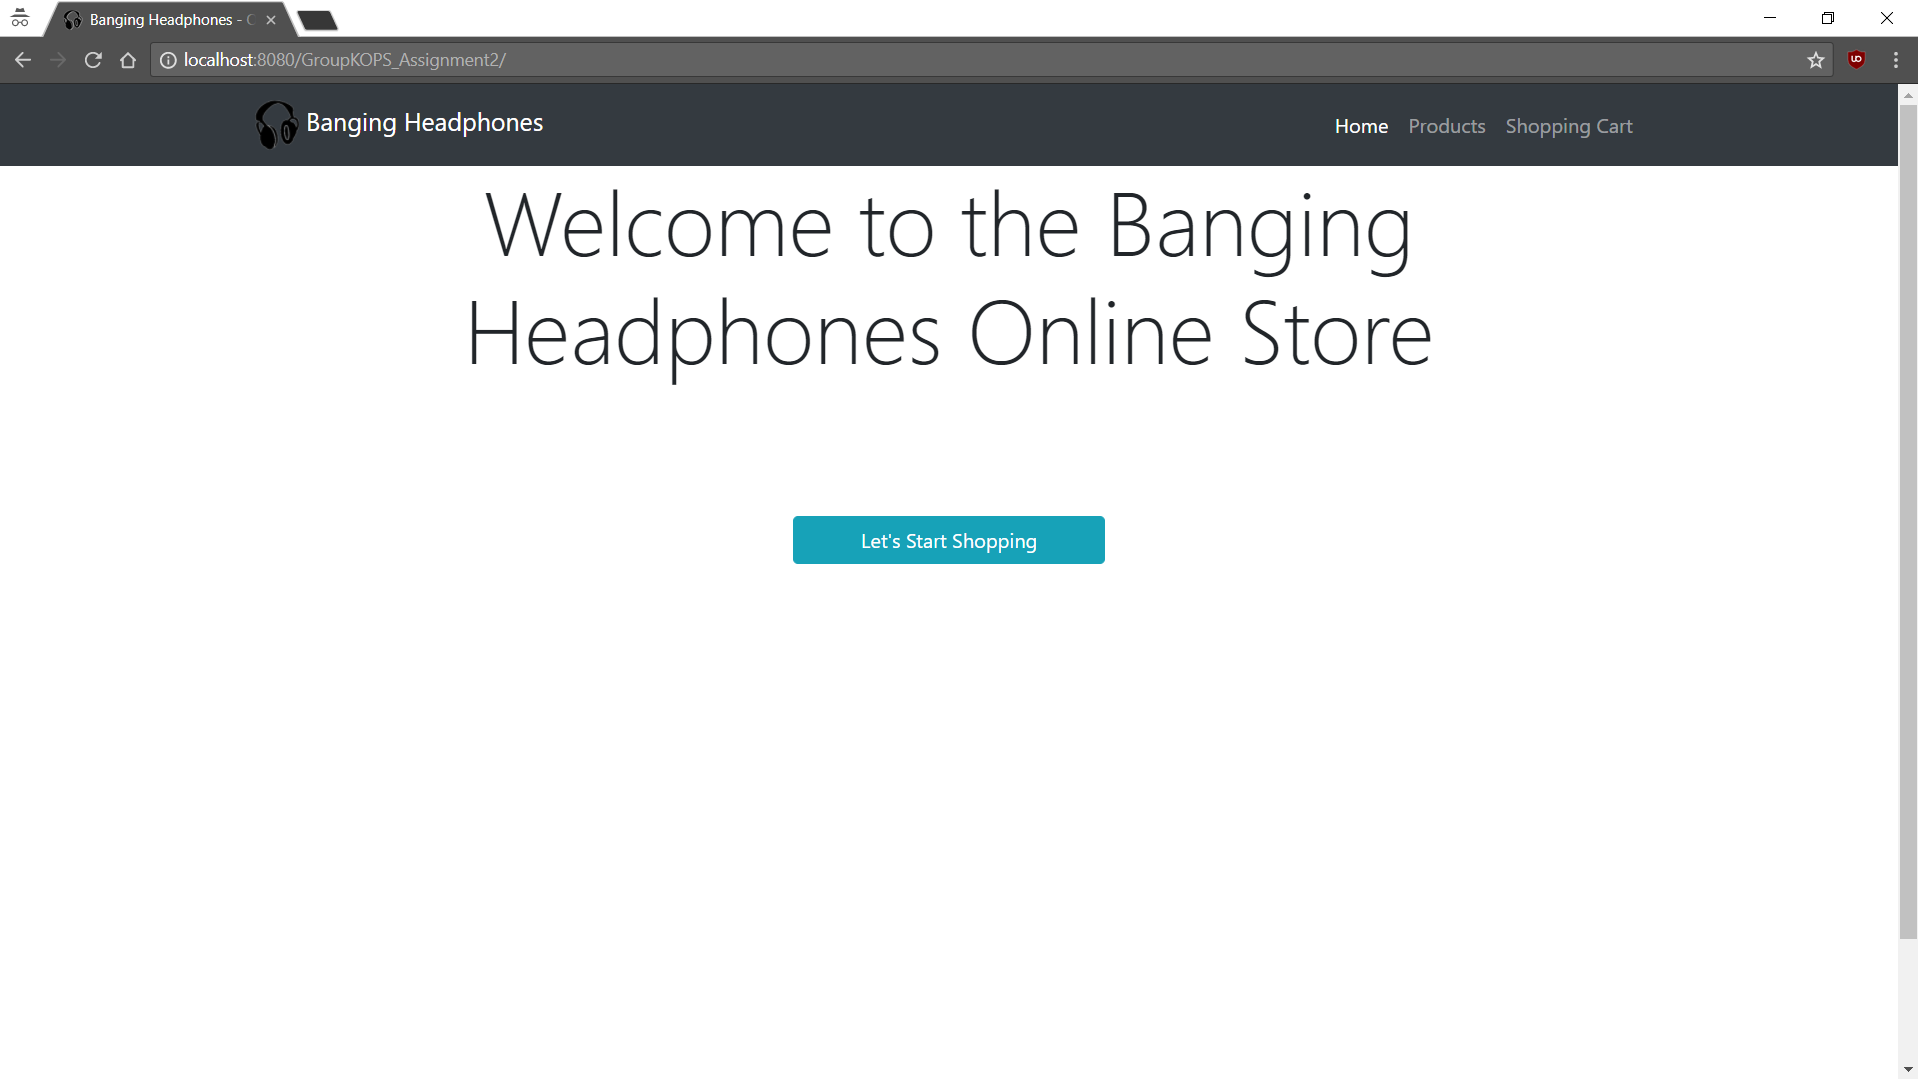 Banging Headphones - 
localhost:8080/GroupKOPS_Assignment2/
Banging Headphones
Home Products Shopping Cart
Welcome to the Banging
Headphones Online Store
Let's Start Shopping